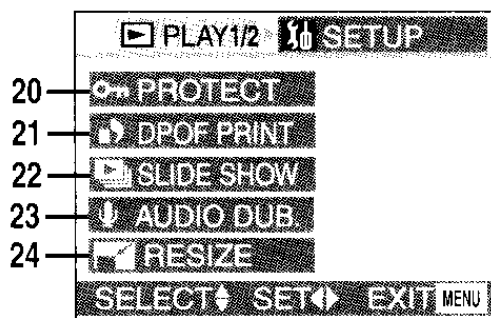 PLAY1/2 SETUP
20 PROTECT
21 DPOF PRINT
22 SLIDE SHOW
23 AUDIO DUB.
24 RESIZE
SELECT SET EXIT MENU